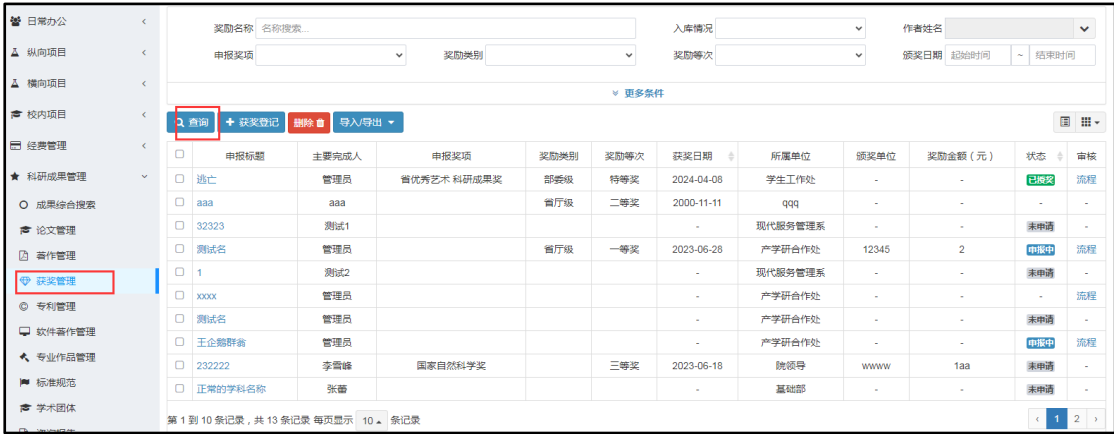 日常办公
纵向项目
横向项目
校内项目
经费管理
科研成果管理
成果综合搜索
论文管理
著作管理
获奖管理
专利管理
软件著作管理
专业作品管理
标准规范
学术团体
奖励名称 名称搜索... 入库情况 作者姓名
申报奖项 奖励类别 奖励等次 颁奖日期 起始时间 ~ 结束时间
更多条件
查询 获奖登记 删除 导入/导出
申报标题 主要完成人 申报奖项 奖励类别 奖励等次 获奖日期 所属单位 颁奖单位 奖励金额（元） 状态 审核
逃亡 管理员 省优秀艺术 科研成果奖 部委级 特等奖 2024-04-08 学生工作处 - - 已授奖 流程
aaa aaa 省厅级 二等奖 2000-11-11 qqq - - - -
32323 测试1 - 现代服务管理系 - - 未申请 -
测试名 管理员 省厅级 一等奖 2023-06-28 产学研合作处 12345 2 申报中 流程
1 测试2 - 现代服务管理系 - - 未申请 -
xxxx 管理员 - 产学研合作处 - - - 流程
测试名 管理员 - 产学研合作处 - - 未申请 -
王企鹅群翁 管理员 - 产学研合作处 - - 申报中 流程
232222 李雪峰 国家自然科学奖 三等奖 2023-06-18 院领导 wwww 1aa 未申请 -
正常的学科名称 张蕾 - 基础部 - - 未申请 -
第 1 到 10 条记录，共 13 条记录 每页显示 10 条记录 ‹ 1 2 ›